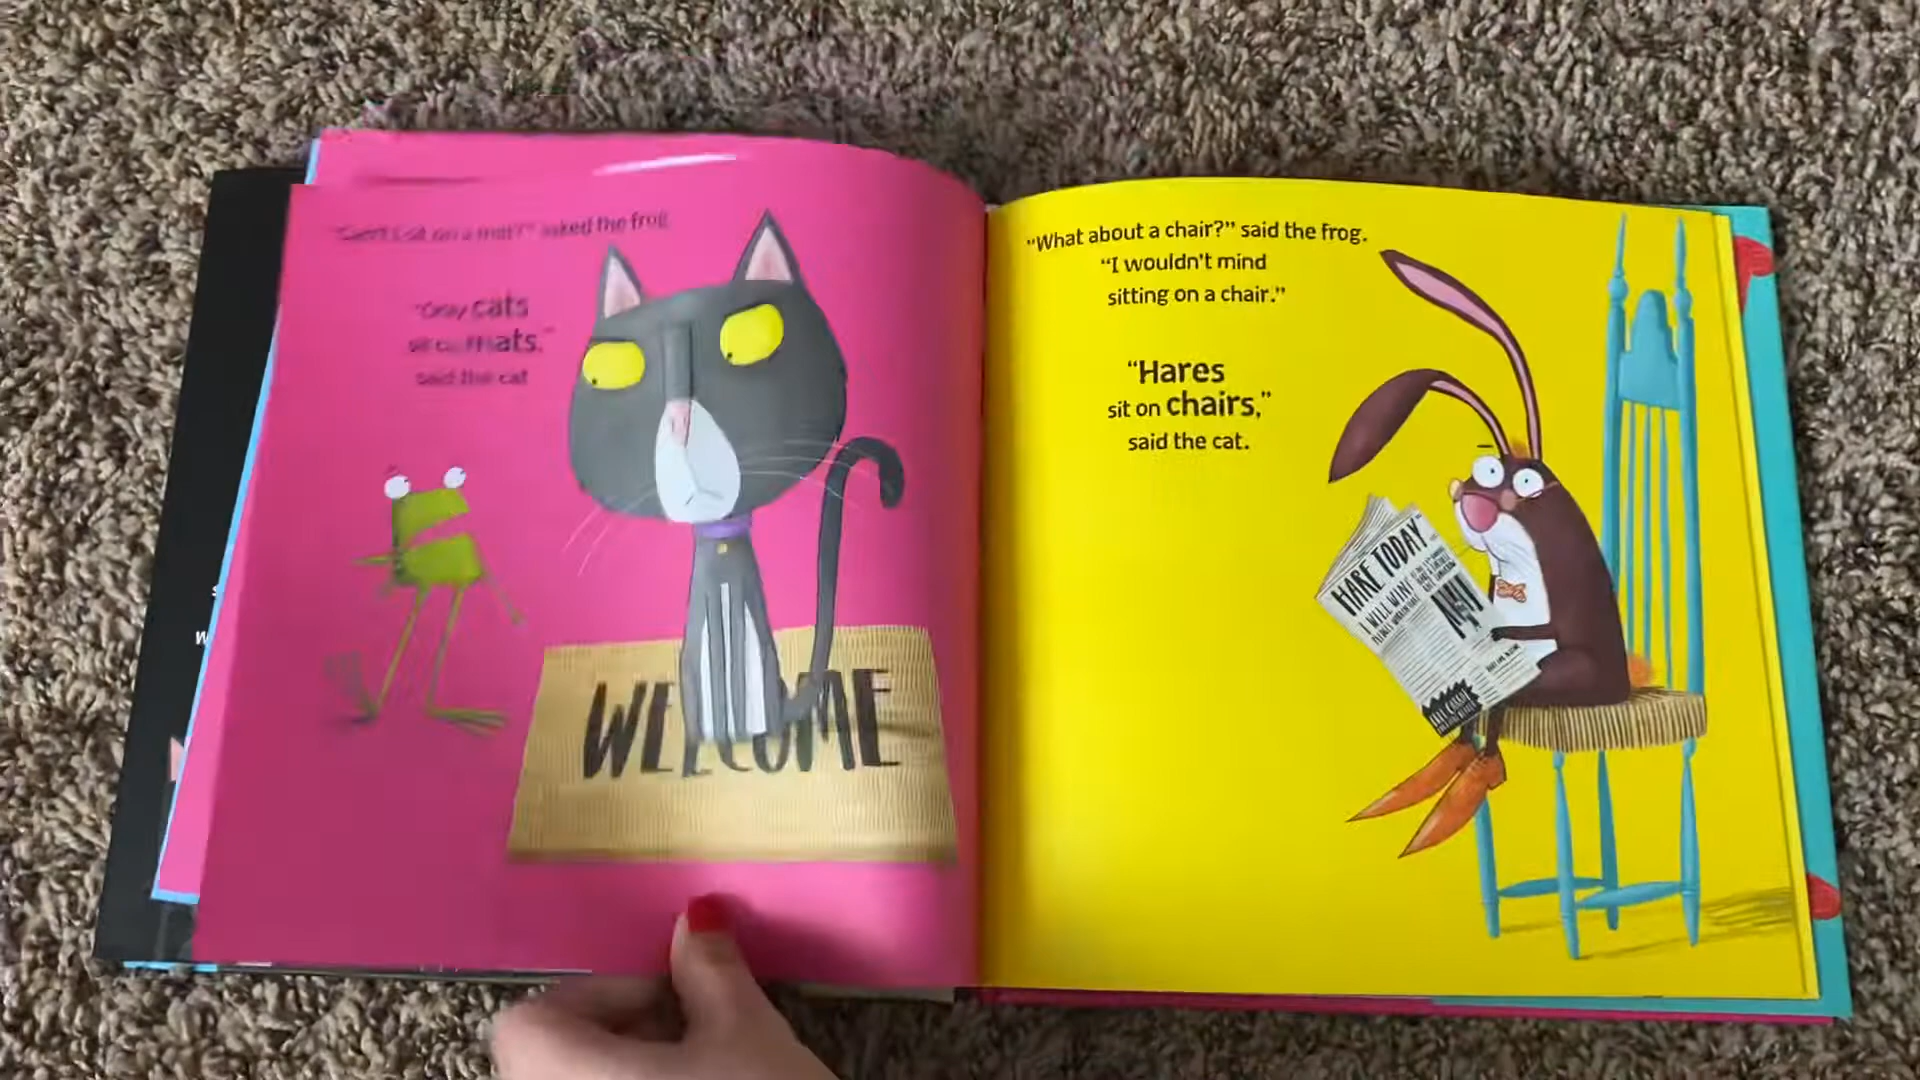 "Can't I sit on a mat?" asked the frog.
"Only cats
sit on mats,"
said the cat
WELCOME
"What about a chair?" said the frog.
"I wouldn't mind
sitting on a chair."
"Hares
sit on chairs,"
said the cat.
HARE TODAY